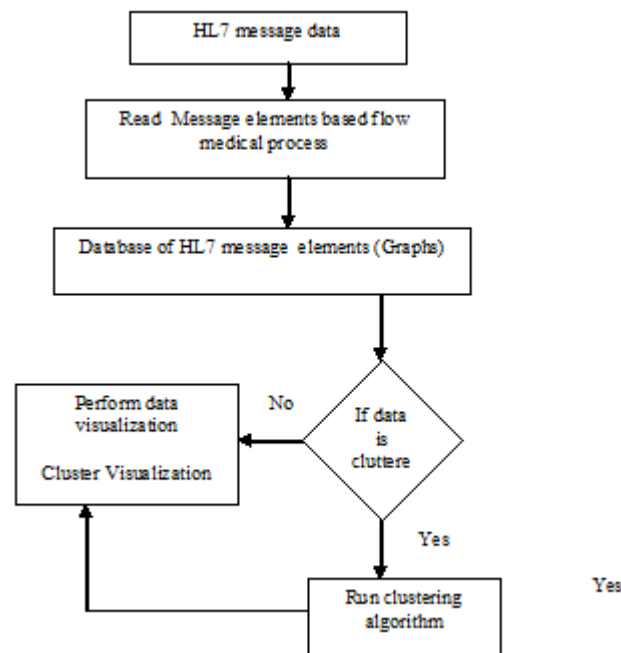 HL7 message data
Read Message elements based flow
medical process
Database of HL7 message elements (Graphs)
If data
is
cluttere
No
Perform data
visualization
Cluster Visualization
Yes
Run clustering
algorithm
Yes